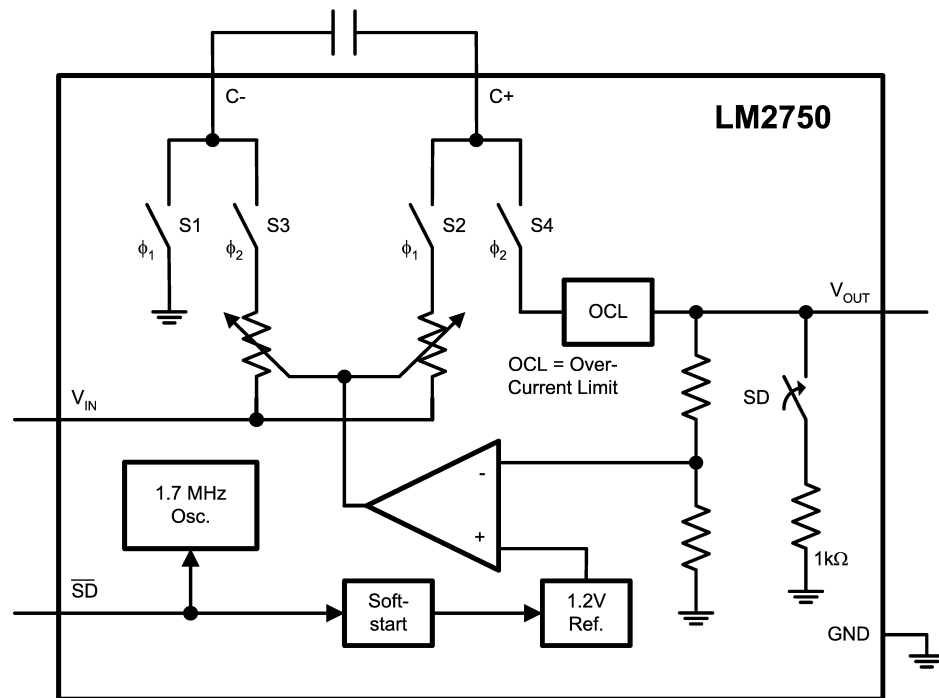 C-
C+
LM2750
S1
S3
S2
S4
ϕ1
ϕ2
ϕ1
ϕ2
OCL
VOUT
OCL = Over-
Current Limit
SD
VIN
-
+
1.7 MHz
Osc.
1kΩ
S̅D̅
Soft-
start
1.2V
Ref.
GND